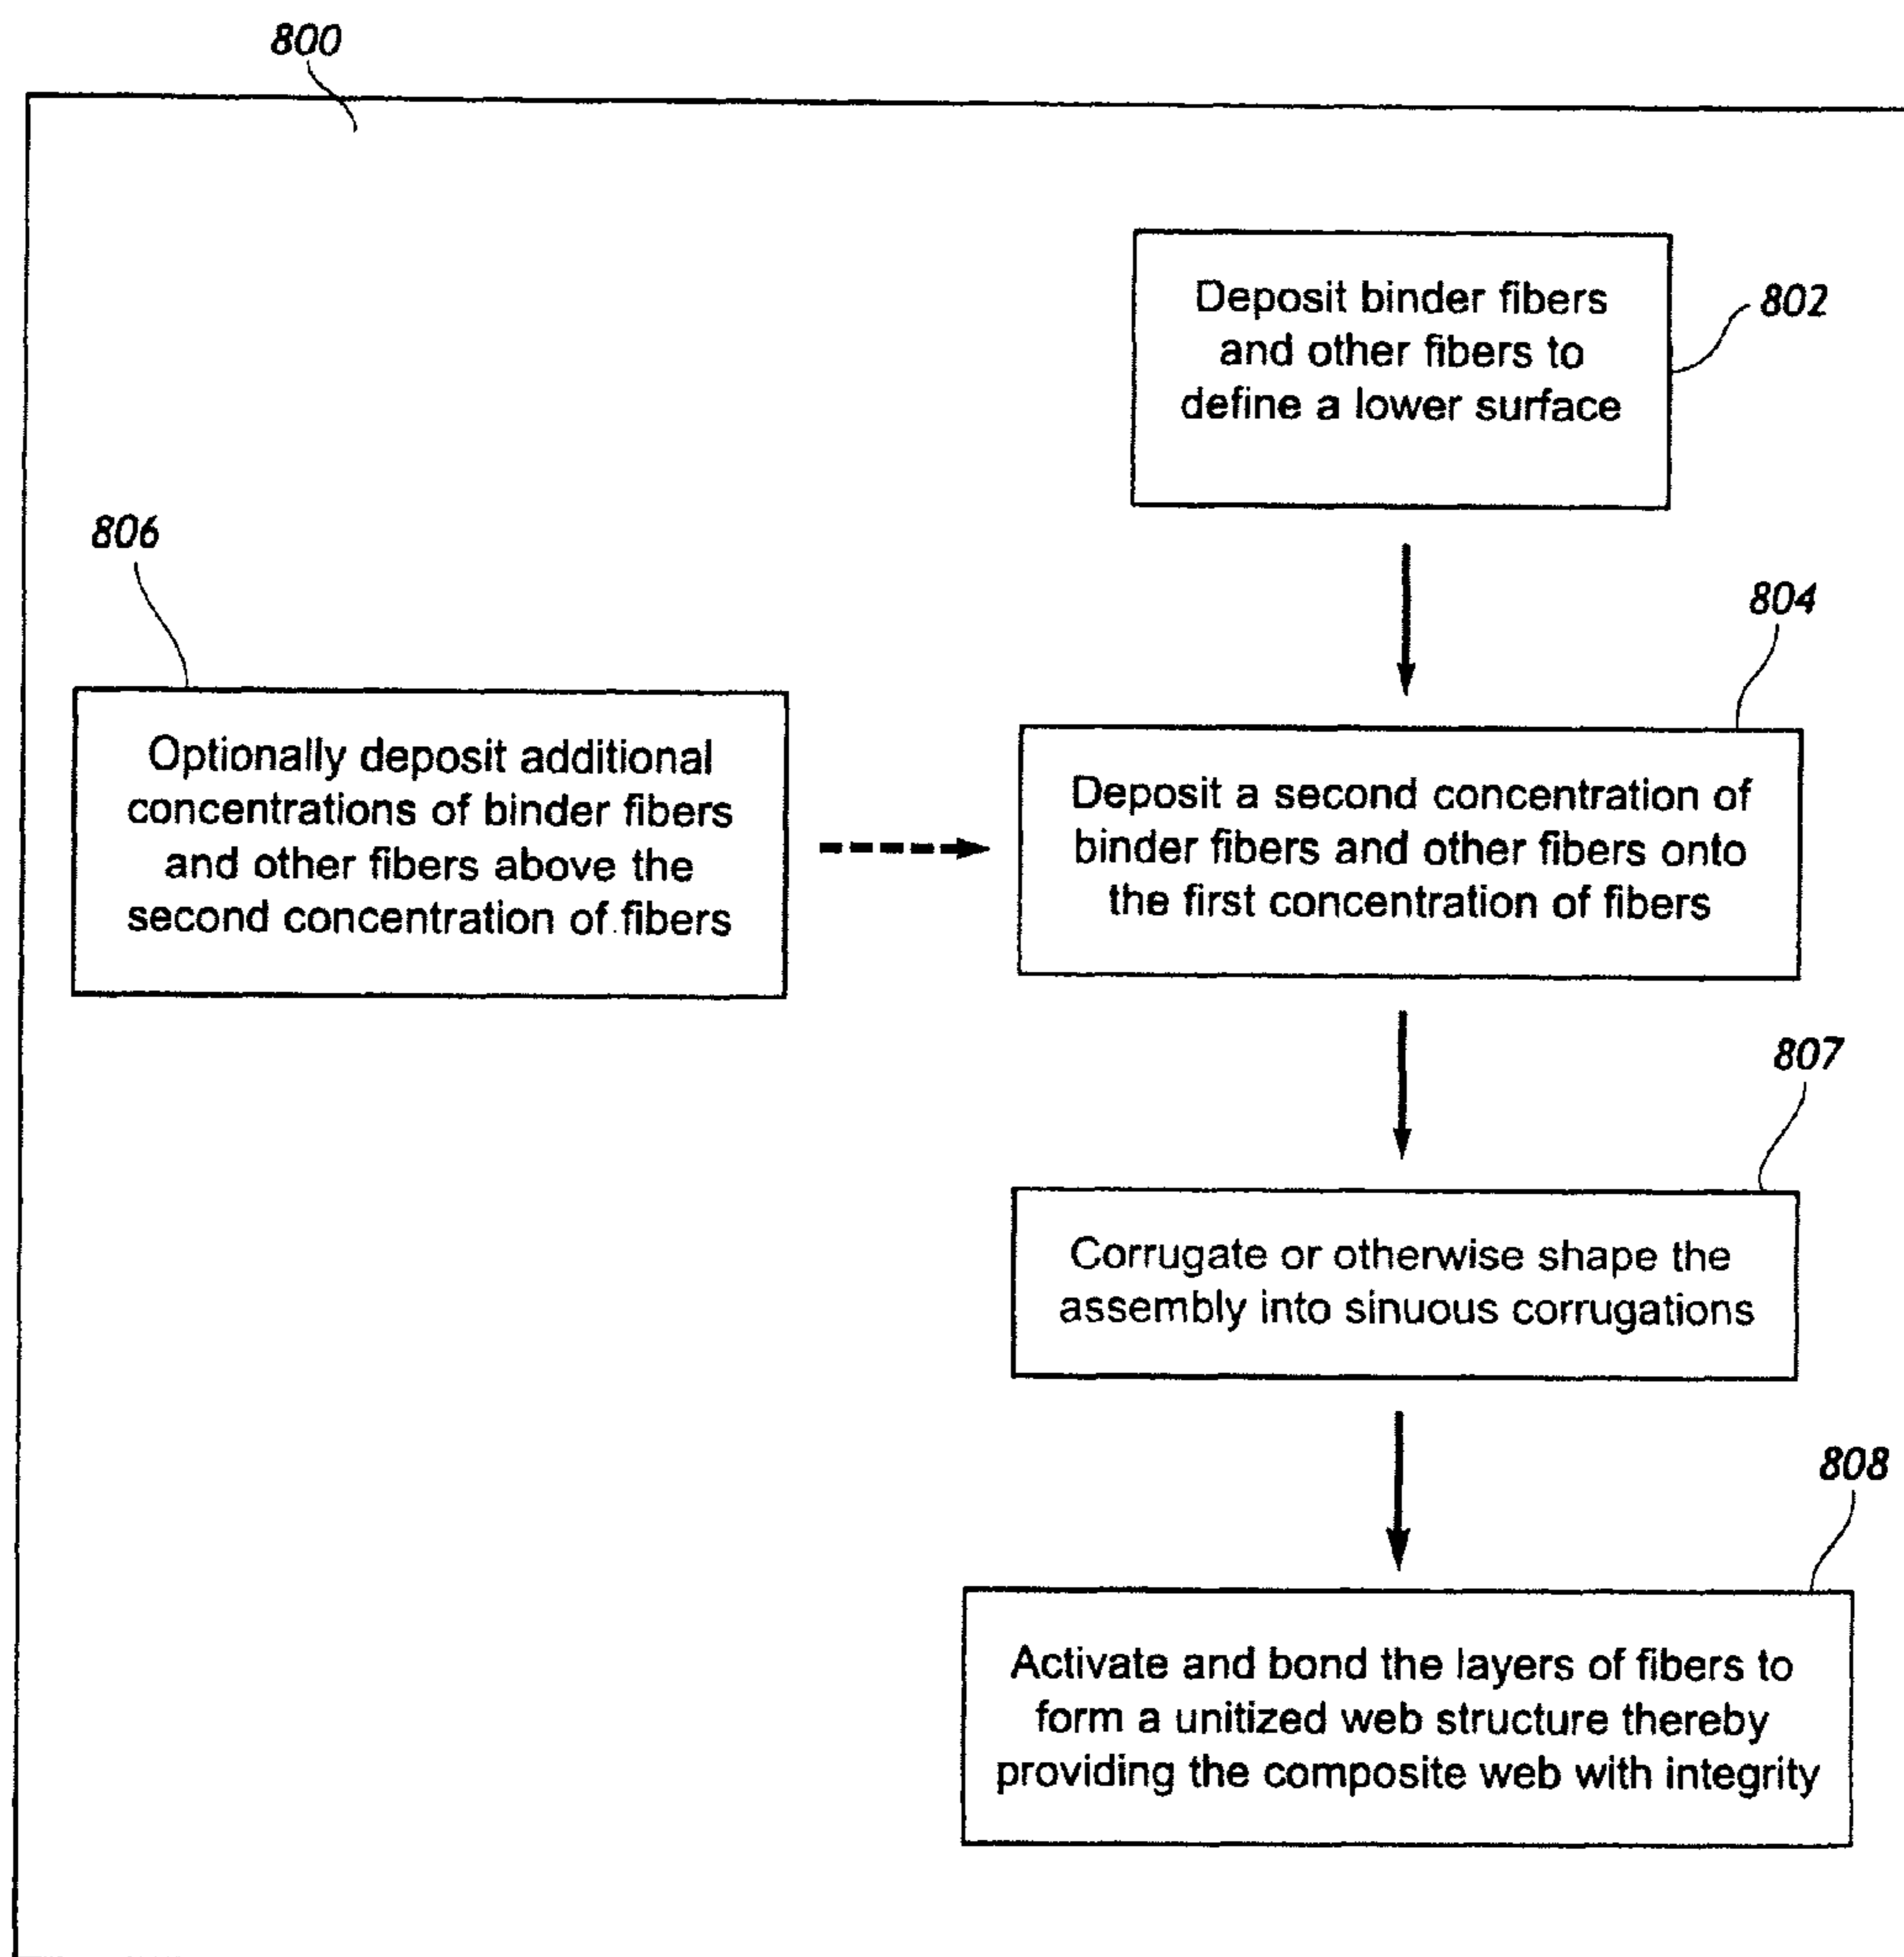 800
Deposit binder fibers
and other fibers to
define a lower surface
802
806
804
Optionally deposit additional
concentrations of binder fibers
and other fibers above the
second concentration of fibers
Deposit a second concentration of
binder fibers and other fibers onto
the first concentration of fibers
807
Corrugate or otherwise shape the
assembly into sinuous corrugations
808
Activate and bond the layers of fibers to
form a unitized web structure thereby
providing the composite web with integrity